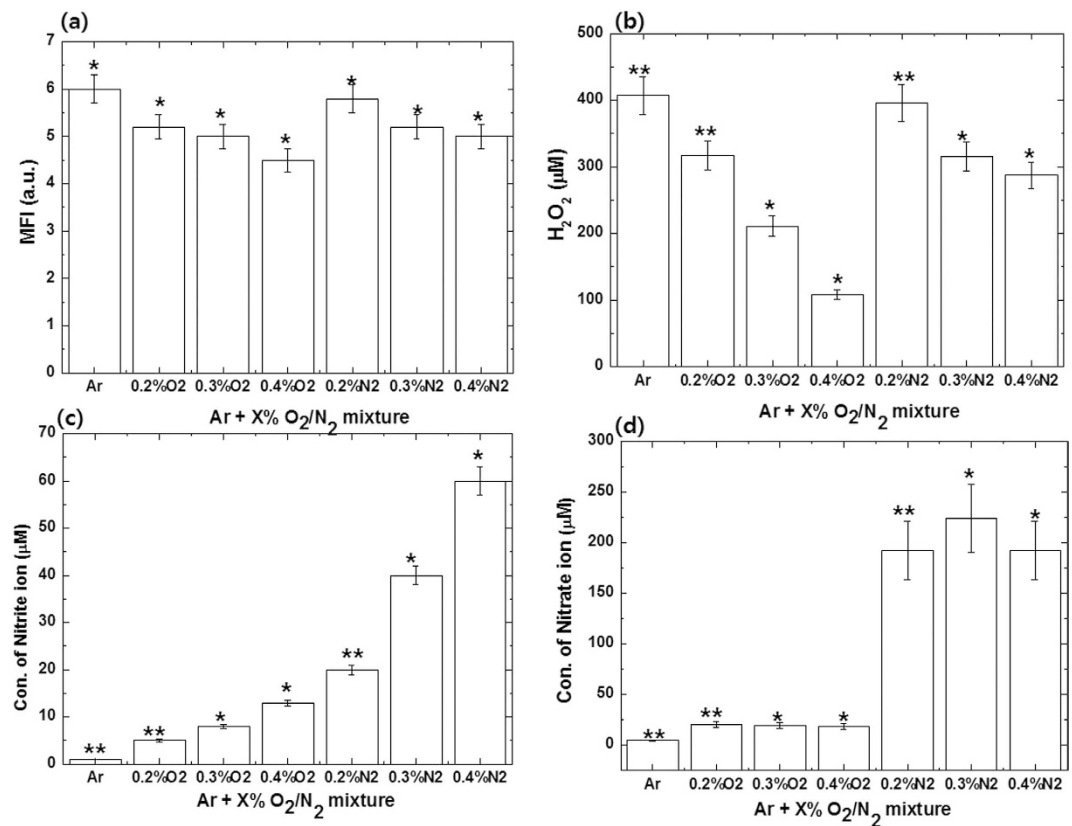 (a)
7
6
5
4
3
2
1
0
MFI (a.u.)
* * * * * * *
Ar 0.2%O2 0.3%O2 0.4%O2 0.2%N2 0.3%N2 0.4%N2
Ar + X% O₂/N₂ mixture
(b)
500
400
300
200
100
0
H₂O₂ (μM)
** ** * * ** * *
Ar 0.2%O2 0.3%O2 0.4%O2 0.2%N2 0.3%N2 0.4%N2
Ar + X% O₂/N₂ mixture
(c)
70
60
50
40
30
20
10
0
Con. of Nitrite ion (μM)
** ** * * ** * *
Ar 0.2%O2 0.3%O2 0.4%O2 0.2%N2 0.3%N2 0.4%N2
Ar + X% O₂/N₂ mixture
(d)
300
250
200
150
100
50
0
Con. of Nitrate ion (μM)
** ** * * ** * *
Ar 0.2%O2 0.3%O2 0.4%O2 0.2%N2 0.3%N2 0.4%N2
Ar + X% O₂/N₂ mixture